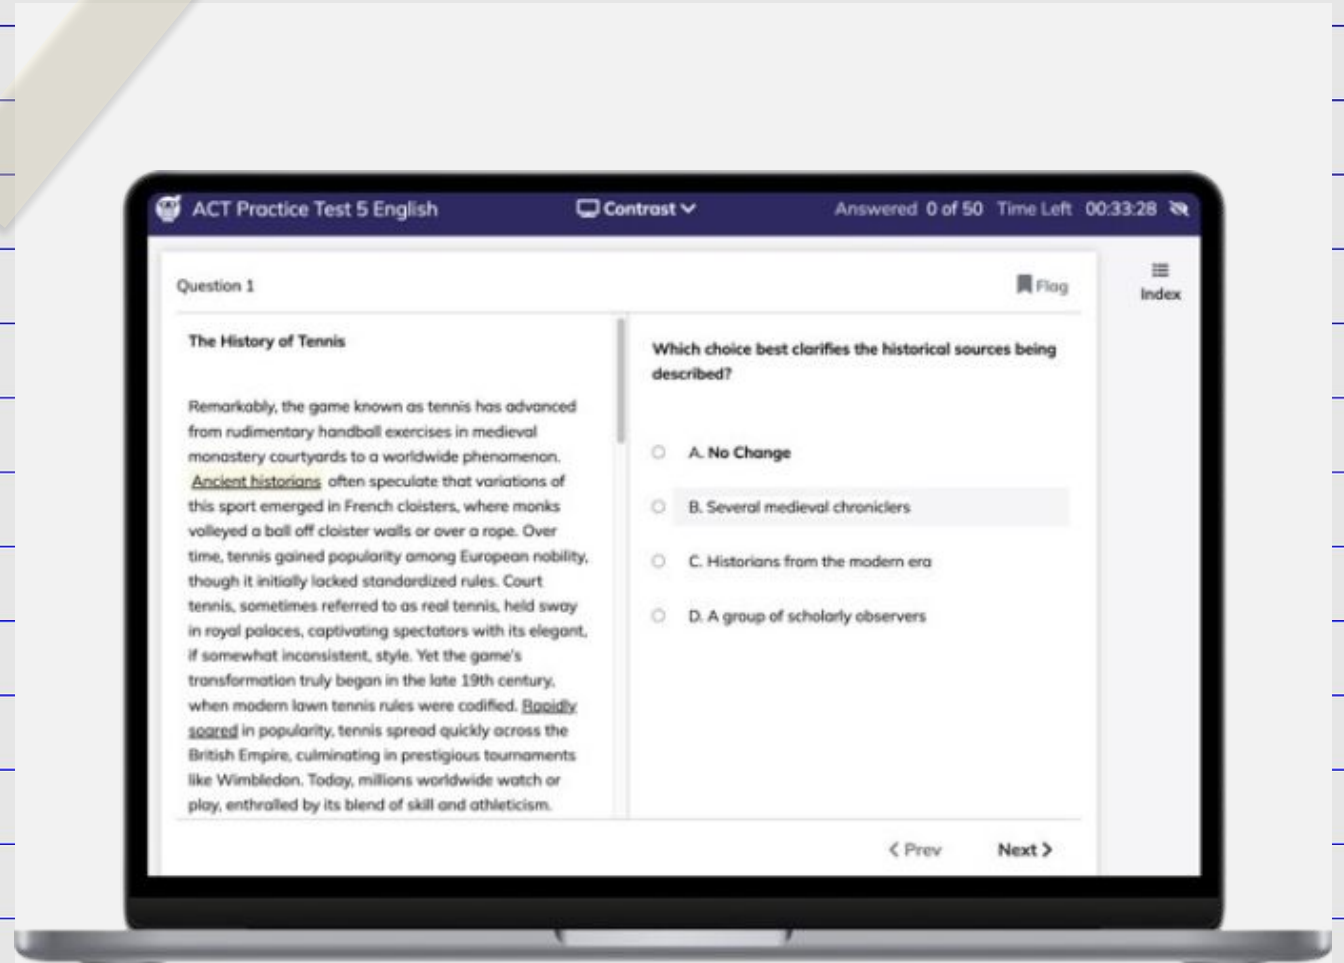 ACT Practice Test 5 English
Contrast
Answered 0 of 50 Time Left 00:33:28
Index
Question 1
Flag
The History of Tennis
Remarkably, the game known as tennis has advanced
from rudimentary handball exercises in medieval
monastery courtyards to a worldwide phenomenon.
Ancient historians often speculate that variations of
this sport emerged in French cloisters, where monks
volleyed a ball off cloister walls or over a rope. Over
time, tennis gained popularity among European nobility,
though it initially lacked standardized rules. Court
tennis, sometimes referred to as real tennis, held sway
in royal palaces, captivating spectators with its elegant,
if somewhat inconsistent, style. Yet the game's
transformation truly began in the late 19th century,
when modern lawn tennis rules were codified. Rapidly
soared in popularity, tennis spread quickly across the
British Empire, culminating in prestigious tournaments
like Wimbledon. Today, millions worldwide watch or
play, enthralled by its blend of skill and athleticism.
Which choice best clarifies the historical sources being
described?
A. No Change
B. Several medieval chroniclers
C. Historians from the modern era
D. A group of scholarly observers
Prev
Next